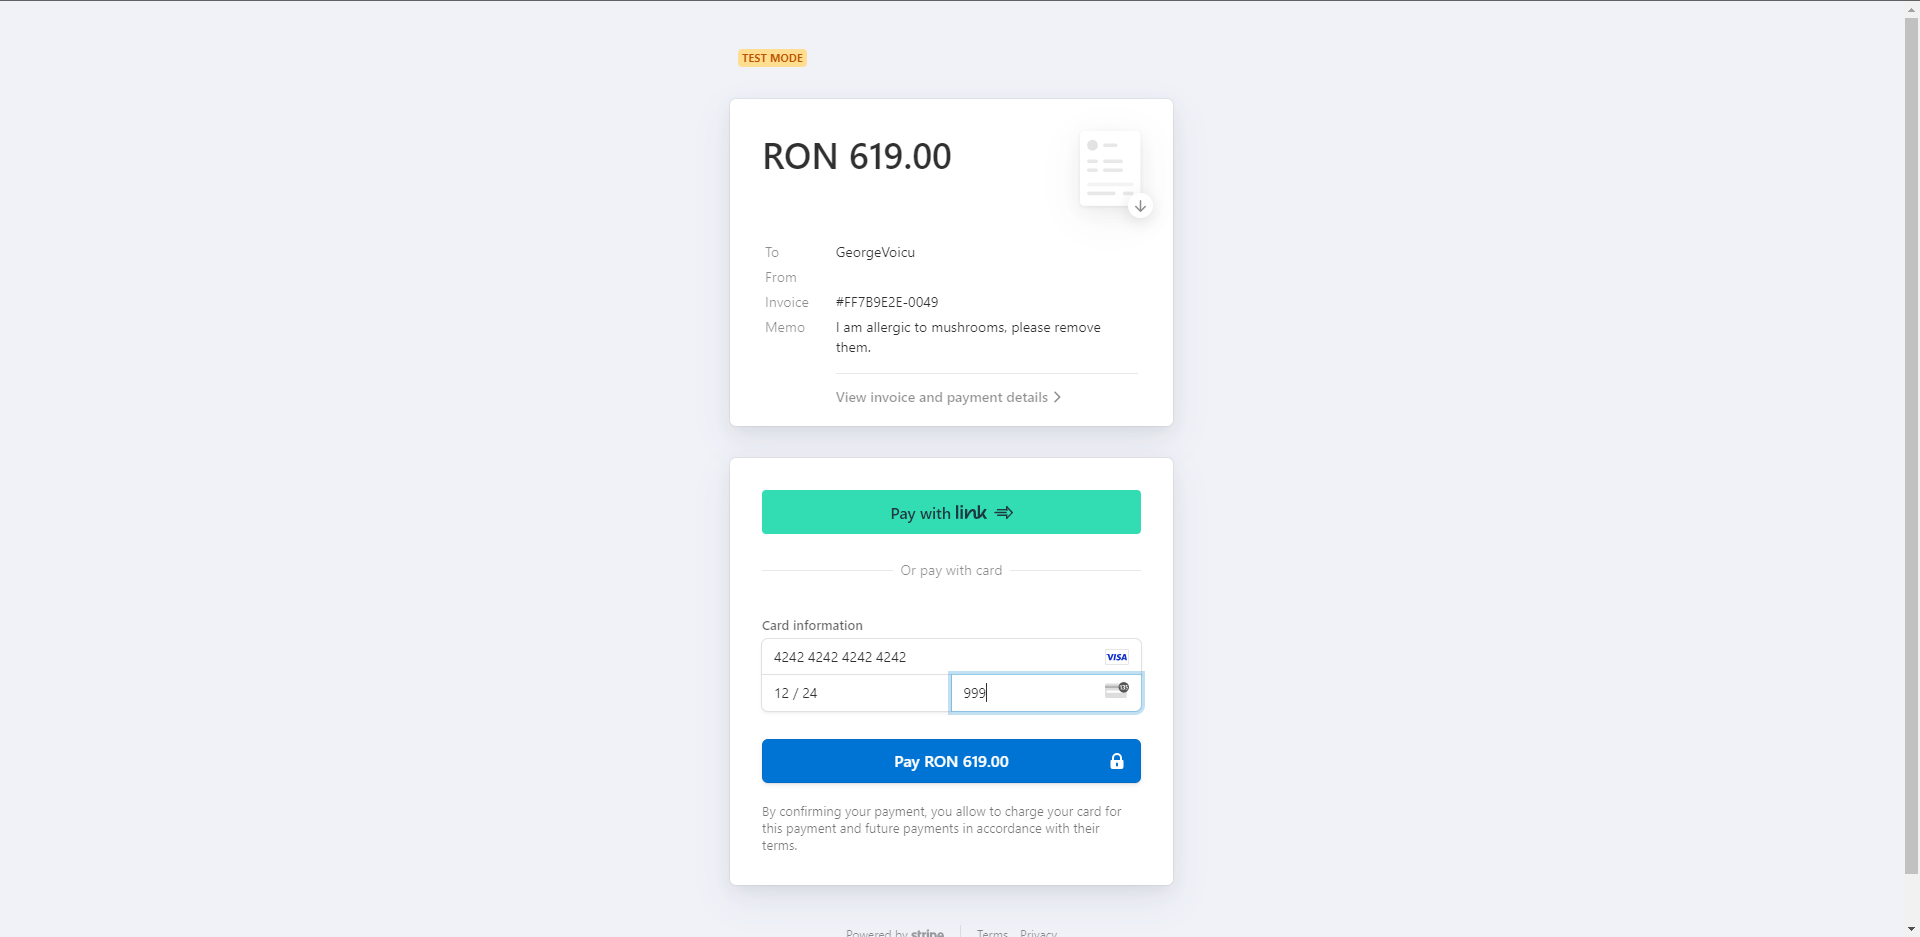 TEST MODE
RON 619.00
To GeorgeVoicu
From
Invoice #FF7B9E2E-0049
Memo I am allergic to mushrooms, please remove
them.
View invoice and payment details
Pay with link
Or pay with card
Card information
4242 4242 4242 4242 VISA
12 / 24 999
Pay RON 619.00
By confirming your payment, you allow to charge your card for
this payment and future payments in accordance with their
terms.
Powered by stripe Terms Privacy